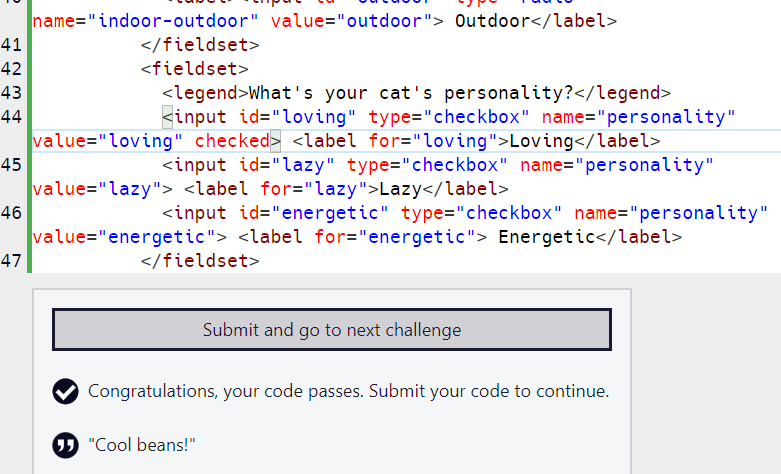 name="indoor-outdoor" value="outdoor"> Outdoor</label>
41 </fieldset>
42 <fieldset>
43 <legend>What's your cat's personality?</legend>
44 <input id="loving" type="checkbox" name="personality"
value="loving" checked> <label for="loving">Loving</label>
45 <input id="lazy" type="checkbox" name="personality"
value="lazy"> <label for="lazy">Lazy</label>
46 <input id="energetic" type="checkbox" name="personality"
value="energetic"> <label for="energetic"> Energetic</label>
47 </fieldset>
Submit and go to next challenge
Congratulations, your code passes. Submit your code to continue.
"Cool beans!"